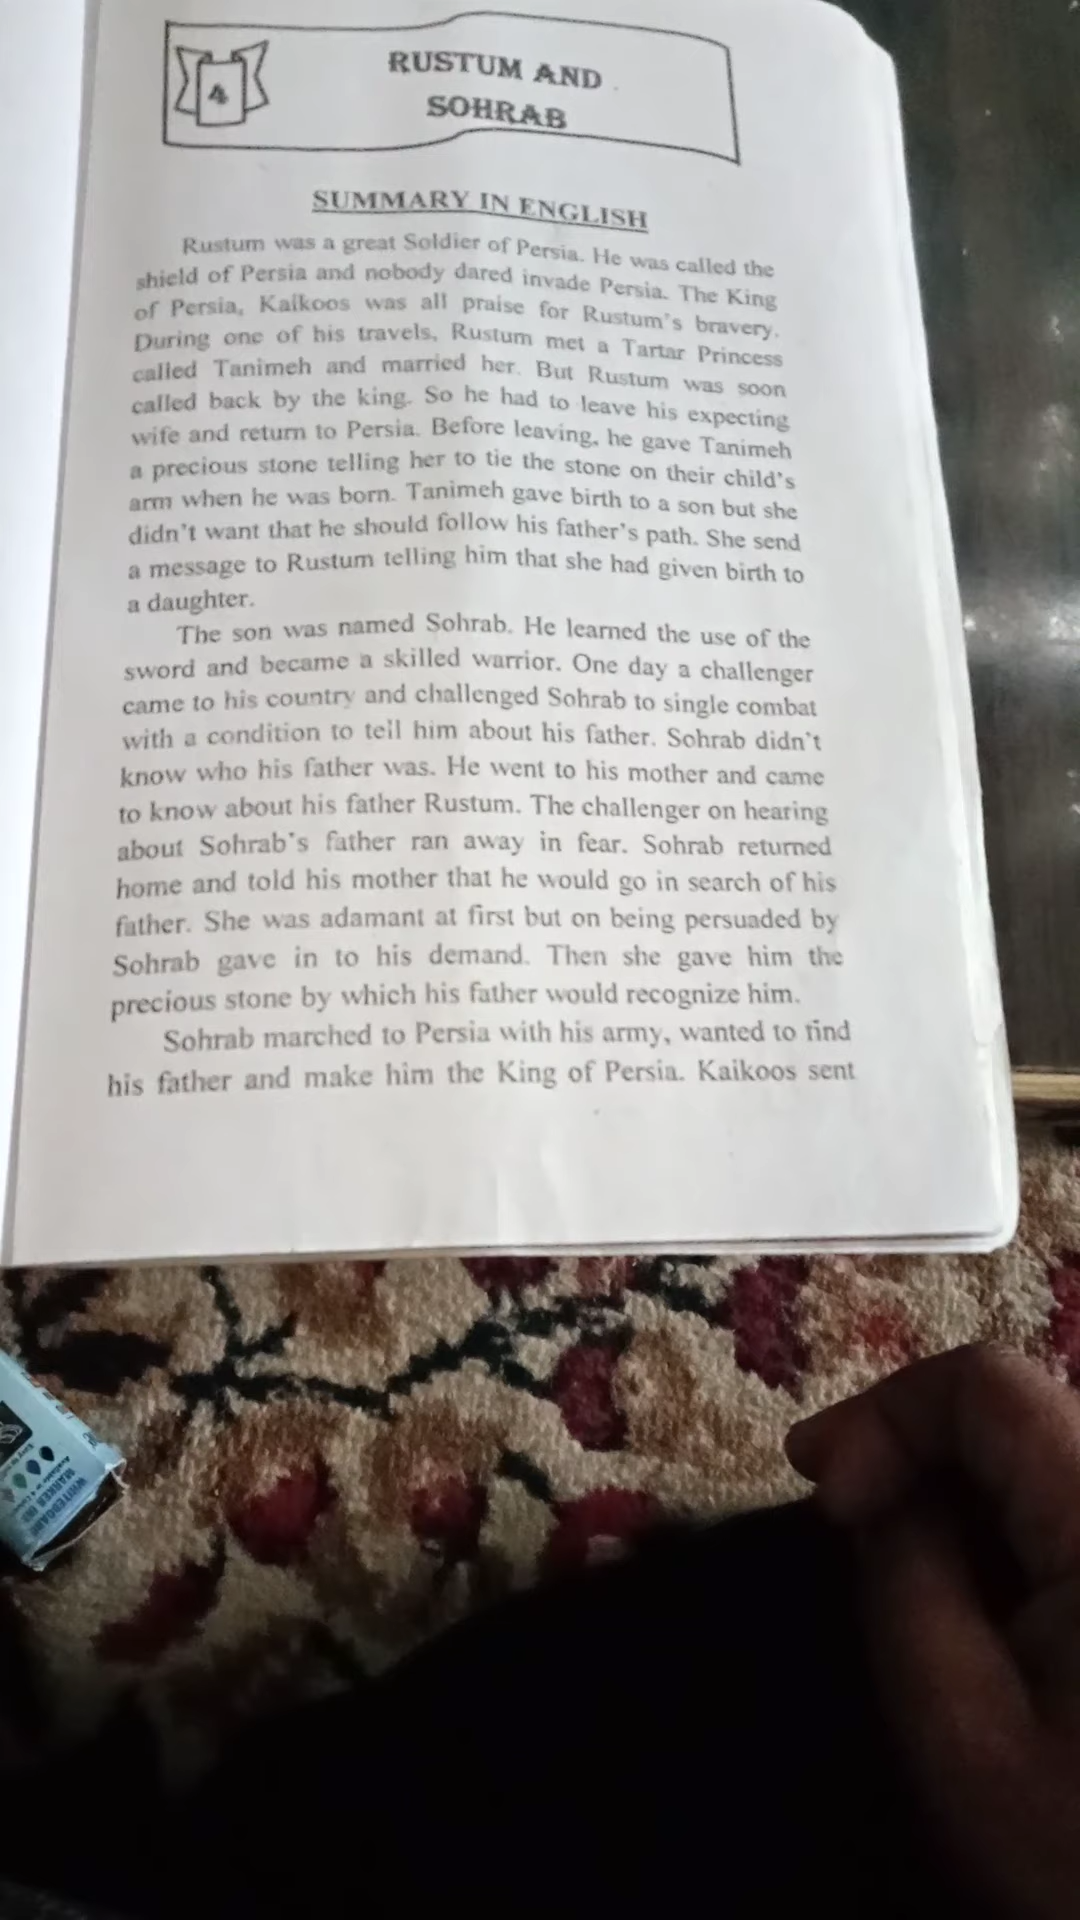 4
RUSTUM AND
SOHRAB
SUMMARY IN ENGLISH
Rustum was a great Soldier of Persia. He was called the
shield of Persia and nobody dared invade Persia. The King
of Persia, Kaikoos was all praise for Rustum's bravery.
During one of his travels, Rustum met a Tartar Princess
called Tanimeh and married her. But Rustum was soon
called back by the king. So he had to leave his expecting
wife and return to Persia. Before leaving, he gave Tanimeh
a precious stone telling her to tie the stone on their child's
arm when he was born. Tanimeh gave birth to a son but she
didn't want that he should follow his father's path. She send
a message to Rustum telling him that she had given birth to
a daughter.
The son was named Sohrab. He learned the use of the
sword and became a skilled warrior. One day a challenger
came to his country and challenged Sohrab to single combat
with a condition to tell him about his father. Sohrab didn't
know who his father was. He went to his mother and came
to know about his father Rustum. The challenger on hearing
about Sohrab's father ran away in fear. Sohrab returned
home and told his mother that he would go in search of his
father. She was adamant at first but on being persuaded by
Sohrab gave in to his demand. Then she gave him the
precious stone by which his father would recognize him.
Sohrab marched to Persia with his army, wanted to find
his father and make him the King of Persia. Kaikoos sent
WHITEBOARD
MARKER INK